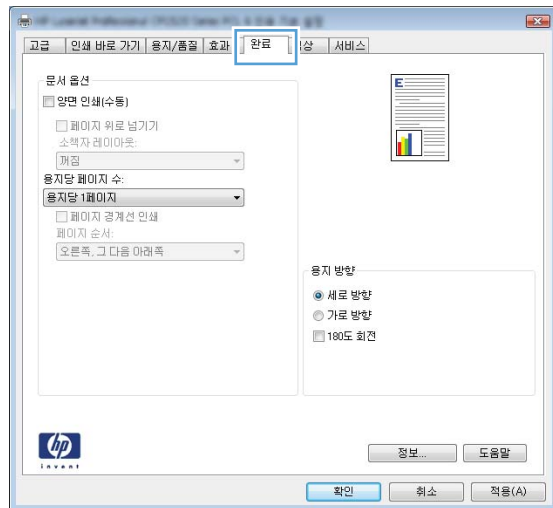 고급 인쇄 바로 가기 용지/품질 효과 완료 상 서비스
문서 옵션
양면 인쇄(수동)
페이지 위로 넘기기
소책자 레이아웃:
꺼짐
용지당 페이지 수:
용지당 1페이지
페이지 경계선 인쇄
페이지 순서:
오른쪽, 그 다음 아래쪽
E
용지 방향
세로 방향
가로 방향
180도 회전
hp
invent
정보... 도움말
확인 취소 적용(A)